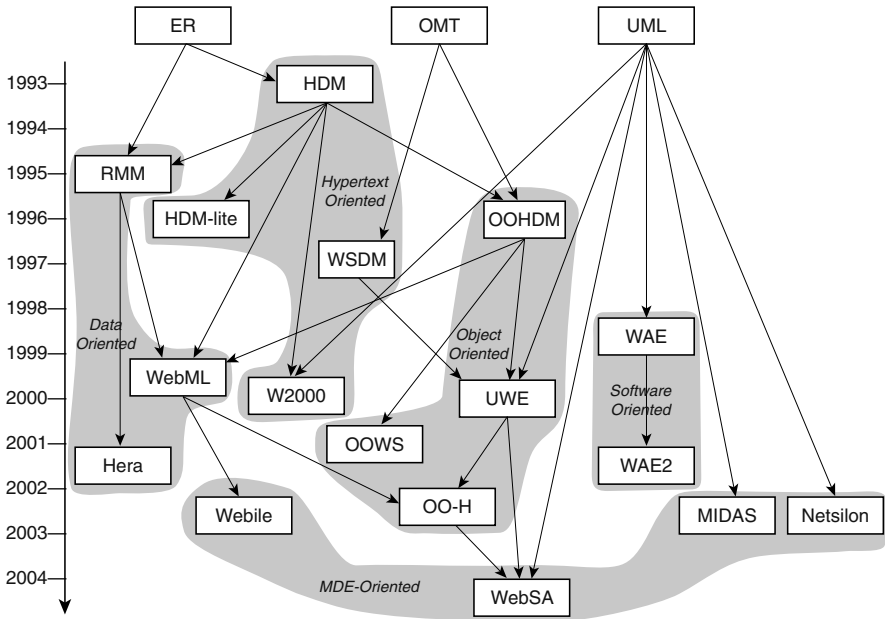 ER
OMT
UML
1993
HDM
1994
1995
RMM
Hypertext
Oriented
1996
HDM-lite
OOHDM
1997
WSDM
1998
Data
Oriented
Object
Oriented
WAE
1999
WebML
2000
W2000
UWE
Software
Oriented
2001
OOWS
Hera
WAE2
2002
Webile
OO-H
MIDAS
Netsilon
2003
2004
MDE-Oriented
WebSA